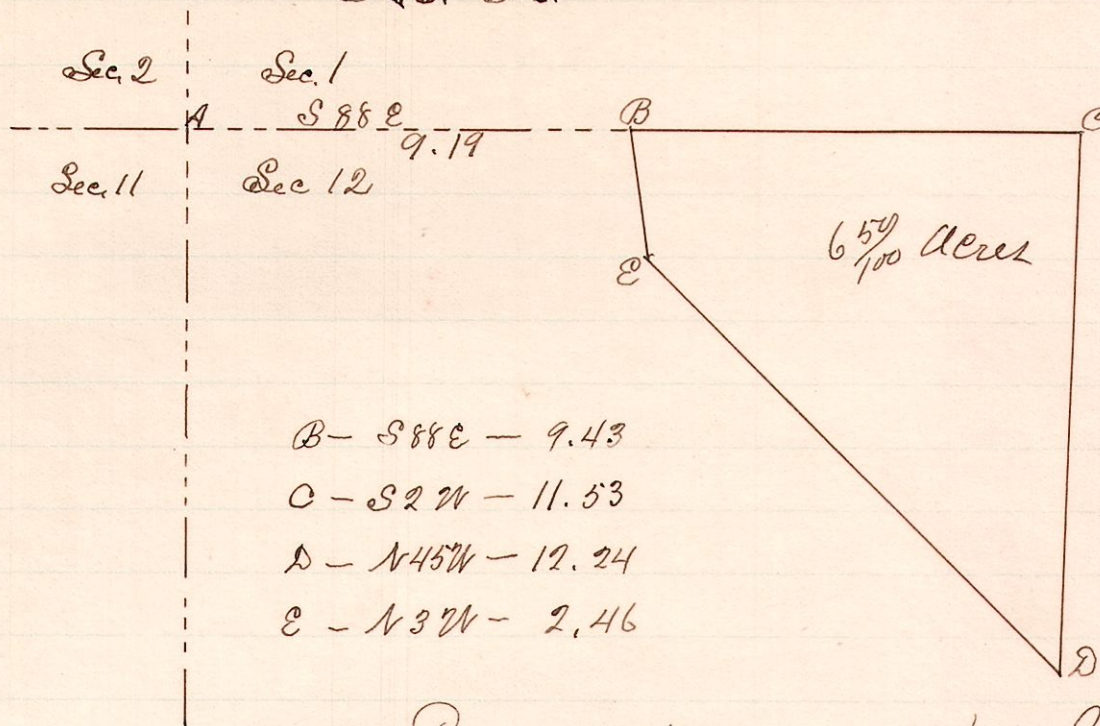 Sec. 2
Sec. 1
A
S 88 E
9.19
B
C
Sec. 11
Sec 12
6 50/100 Acres
E
B – S 88 E – 9.43
C – S 2 W – 11.53
D – N 45 W – 12.24
E – N 3 W – 2.46
D